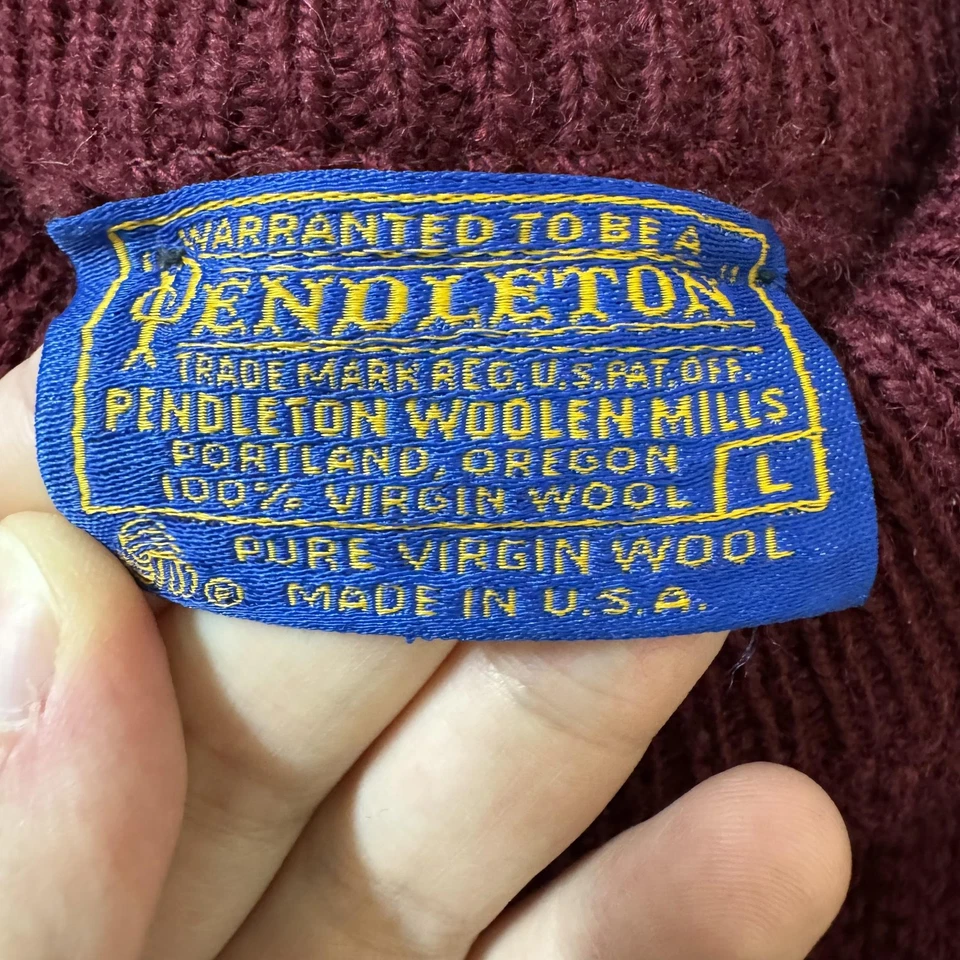 WARRANTED TO BE A
"PENDLETON"
TRADE MARK REG. U.S. PAT. OFF.
PENDLETON WOOLEN MILLS
PORTLAND, OREGON
100% VIRGIN WOOL L
PURE VIRGIN WOOL
® MADE IN U.S.A.